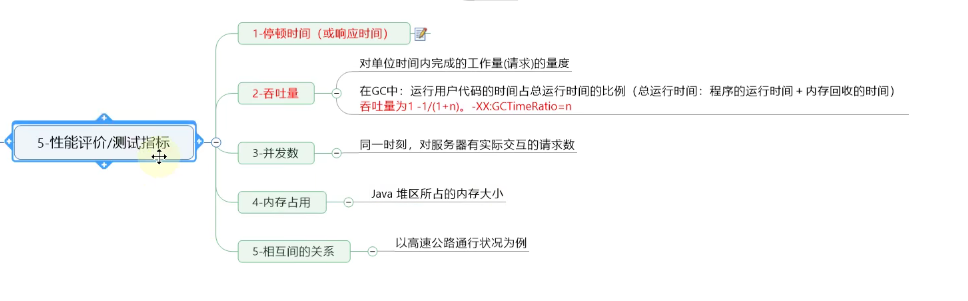 1-停顿时间（或响应时间）
对单位时间内完成的工作量(请求)的量度
2-吞吐量
在GC中：运行用户代码的时间占总运行时间的比例（总运行时间：程序的运行时间 + 内存回收的时间）
吞吐量为1 -1/(1+n)。-XX:GCTimeRatio=n
5-性能评价/测试指标
3-并发数
同一时刻，对服务器有实际交互的请求数
4-内存占用
Java 堆区所占的内存大小
5-相互间的关系
以高速公路通行状况为例